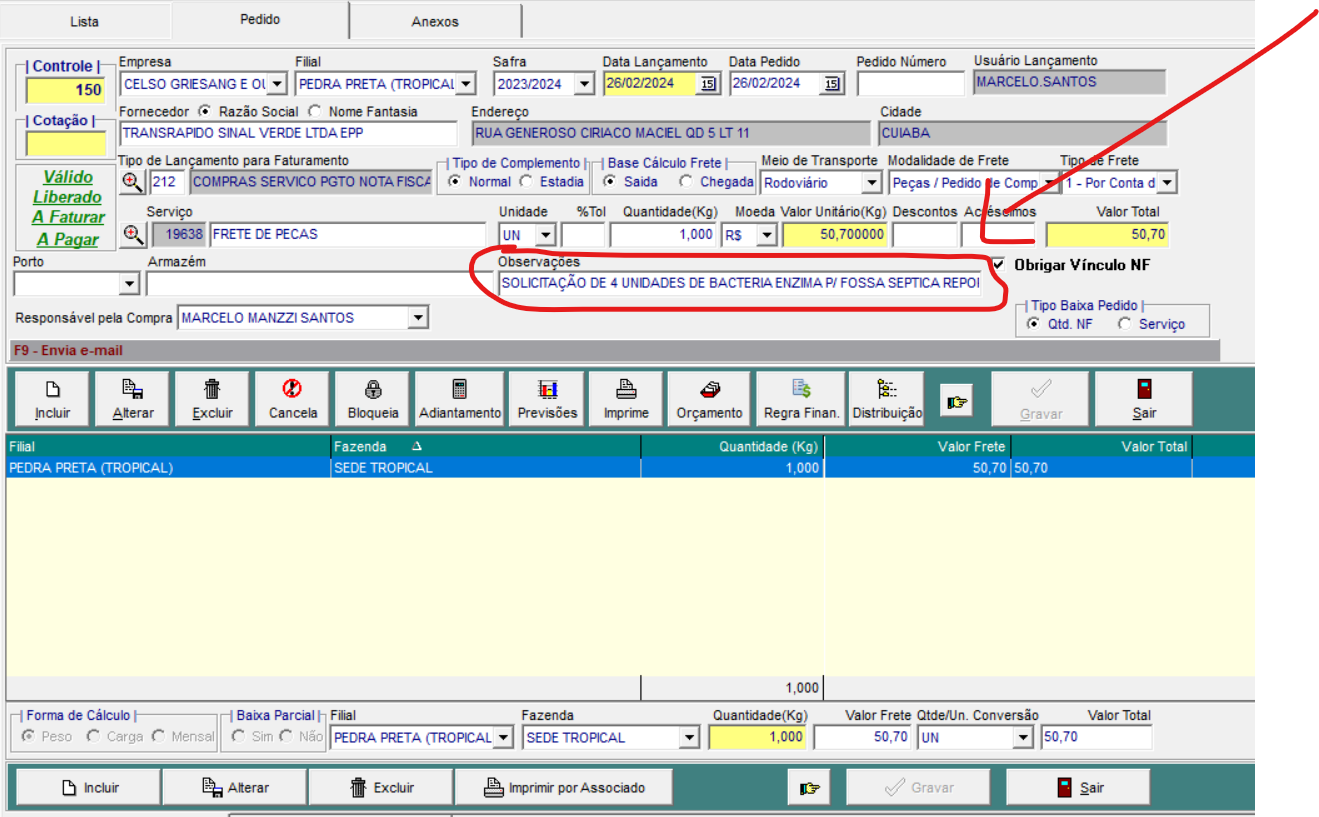 Lista Pedido Anexos
| Controle | Empresa Filial Safra Data Lançamento Data Pedido Pedido Número Usuário Lançamento
150 CELSO GRIESANG E OU PEDRA PRETA (TROPICAL 2023/2024 26/02/2024 15 26/02/2024 15 MARCELO.SANTOS
| Cotação | Fornecedor Razão Social Nome Fantasia Endereço Cidade
TRANSRAPIDO SINAL VERDE LTDA EPP RUA GENEROSO CIRIACO MACIEL QD 5 LT 11 CUIABA
Tipo de Lançamento para Faturamento | Tipo de Complemento | | Base Cálculo Frete | Meio de Transporte Modalidade de Frete Tipo de Frete
Válido 212 COMPRAS SERVICO PGTO NOTA FISCA Normal Estadia Saida Chegada Rodoviário Peças / Pedido de Comp 1 - Por Conta d
Liberado
A Faturar Serviço Unidade %Tol Quantidade(Kg) Moeda Valor Unitário(Kg) Descontos Acréssimos Valor Total
A Pagar 19638 FRETE DE PECAS UN 1,000 R$ 50,700000 50,70
Porto Armazém Observações Obrigar Vínculo NF
SOLICITAÇÃO DE 4 UNIDADES DE BACTERIA ENZIMA P/ FOSSA SEPTICA REPOI
| Tipo Baixa Pedido |
Responsável pela Compra MARCELO MANZZI SANTOS Qtd. NF Serviço
F9 - Envia e-mail
Incluir Alterar Excluir Cancela Bloqueia Adiantamento Previsões Imprime Orçamento Regra Finan. Distribuição Gravar Sair
Filial Fazenda Quantidade (Kg) Valor Frete Valor Total
PEDRA PRETA (TROPICAL) SEDE TROPICAL 1,000 50,70 50,70
1,000
| Forma de Cálculo | | Baixa Parcial | Filial Fazenda Quantidade(Kg) Valor Frete Qtde/Un. Conversão Valor Total
Peso Carga Mensal Sim Não PEDRA PRETA (TROPICAL SEDE TROPICAL 1,000 50,70 UN 50,70
Incluir Alterar Excluir Imprimir por Associado Gravar Sair